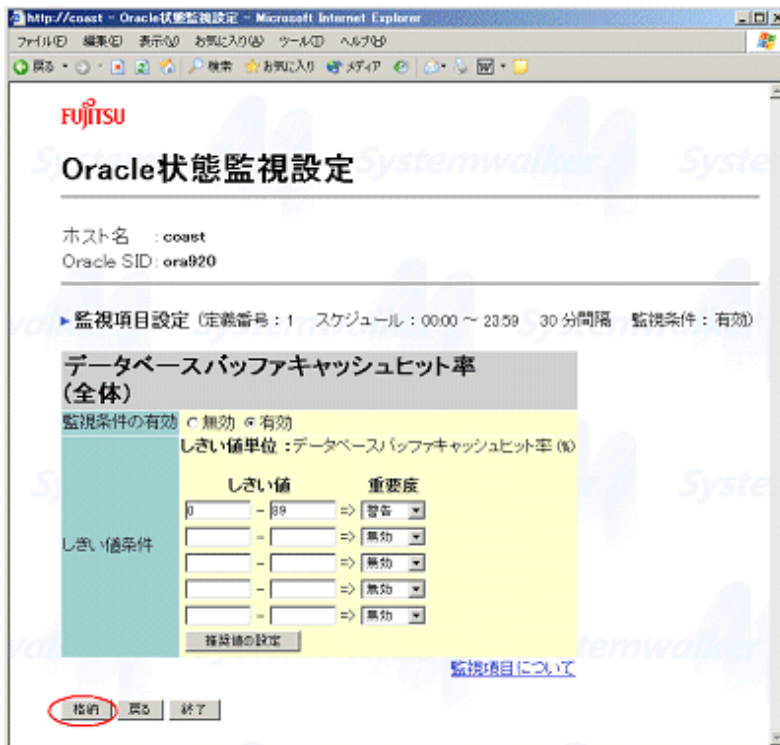 http://coast - Oracle状態監視設定 - Microsoft Internet Explorer
ファイル(F) 編集(E) 表示(V) お気に入り(A) ツール(T) ヘルプ(H)
戻る 検索 お気に入り メディア
FUJITSU
Systemwalker Syste
Oracle状態監視設定
ホスト名 : coast
Oracle SID : ora920
監視項目設定 (定義番号 : 1 スケジュール : 00:00 ~ 23:59 30 分間隔 監視条件 : 有効)
データベースバッファキャッシュヒット率
(全体)
監視条件の有効 無効 有効
しきい値単位 : データベースバッファキャッシュヒット率 (%)
しきい値 重要度
0 - 89 => 警告
- => 無効
しきい値条件
- => 無効
- => 無効
- => 無効
推奨値の設定
監視項目について
格納 戻る 終了